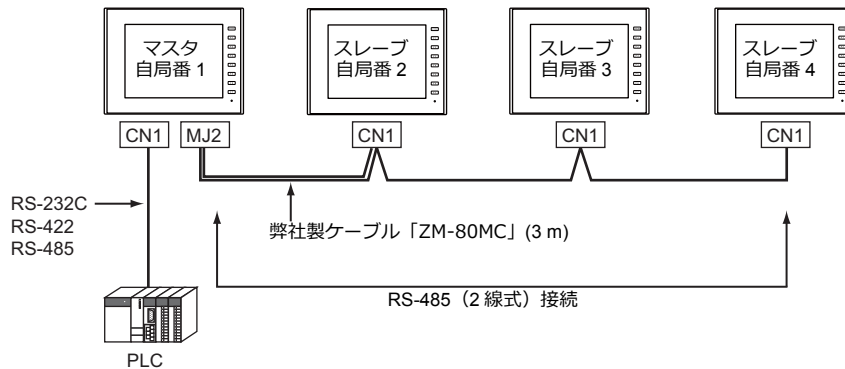 マスタ
自局番 1
スレーブ
自局番 2
スレーブ
自局番 3
スレーブ
自局番 4
CN1
MJ2
CN1
CN1
CN1
RS-232C
RS-422
RS-485
弊社製ケーブル「ZM-80MC」(3 m)
RS-485（2 線式）接続
PLC